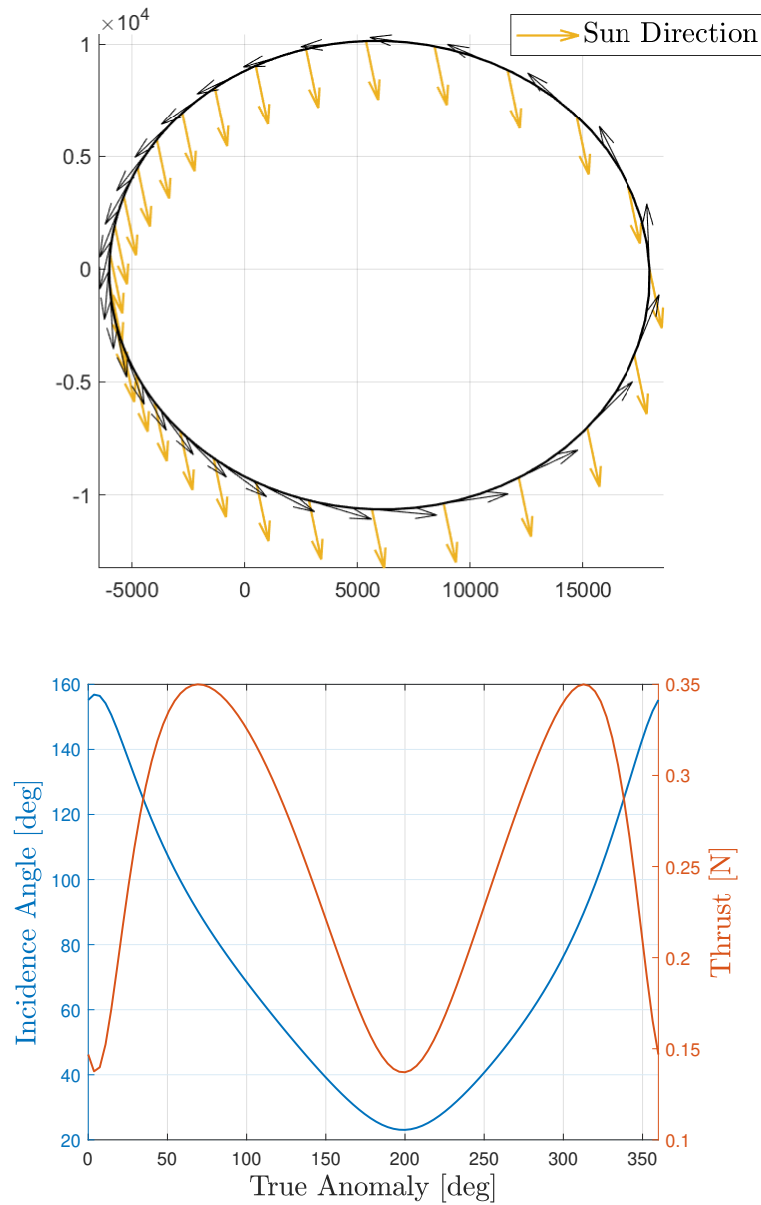 ×10⁴
Sun Direction
1
0.5
0
-0.5
-1
-5000 0 5000 10000 15000
160 0.35
140
0.3
120
100 0.25
80
0.2
60
0.15
40
20 0.1
Incidence Angle [deg]
Thrust [N]
0 50 100 150 200 250 300 350
True Anomaly [deg]